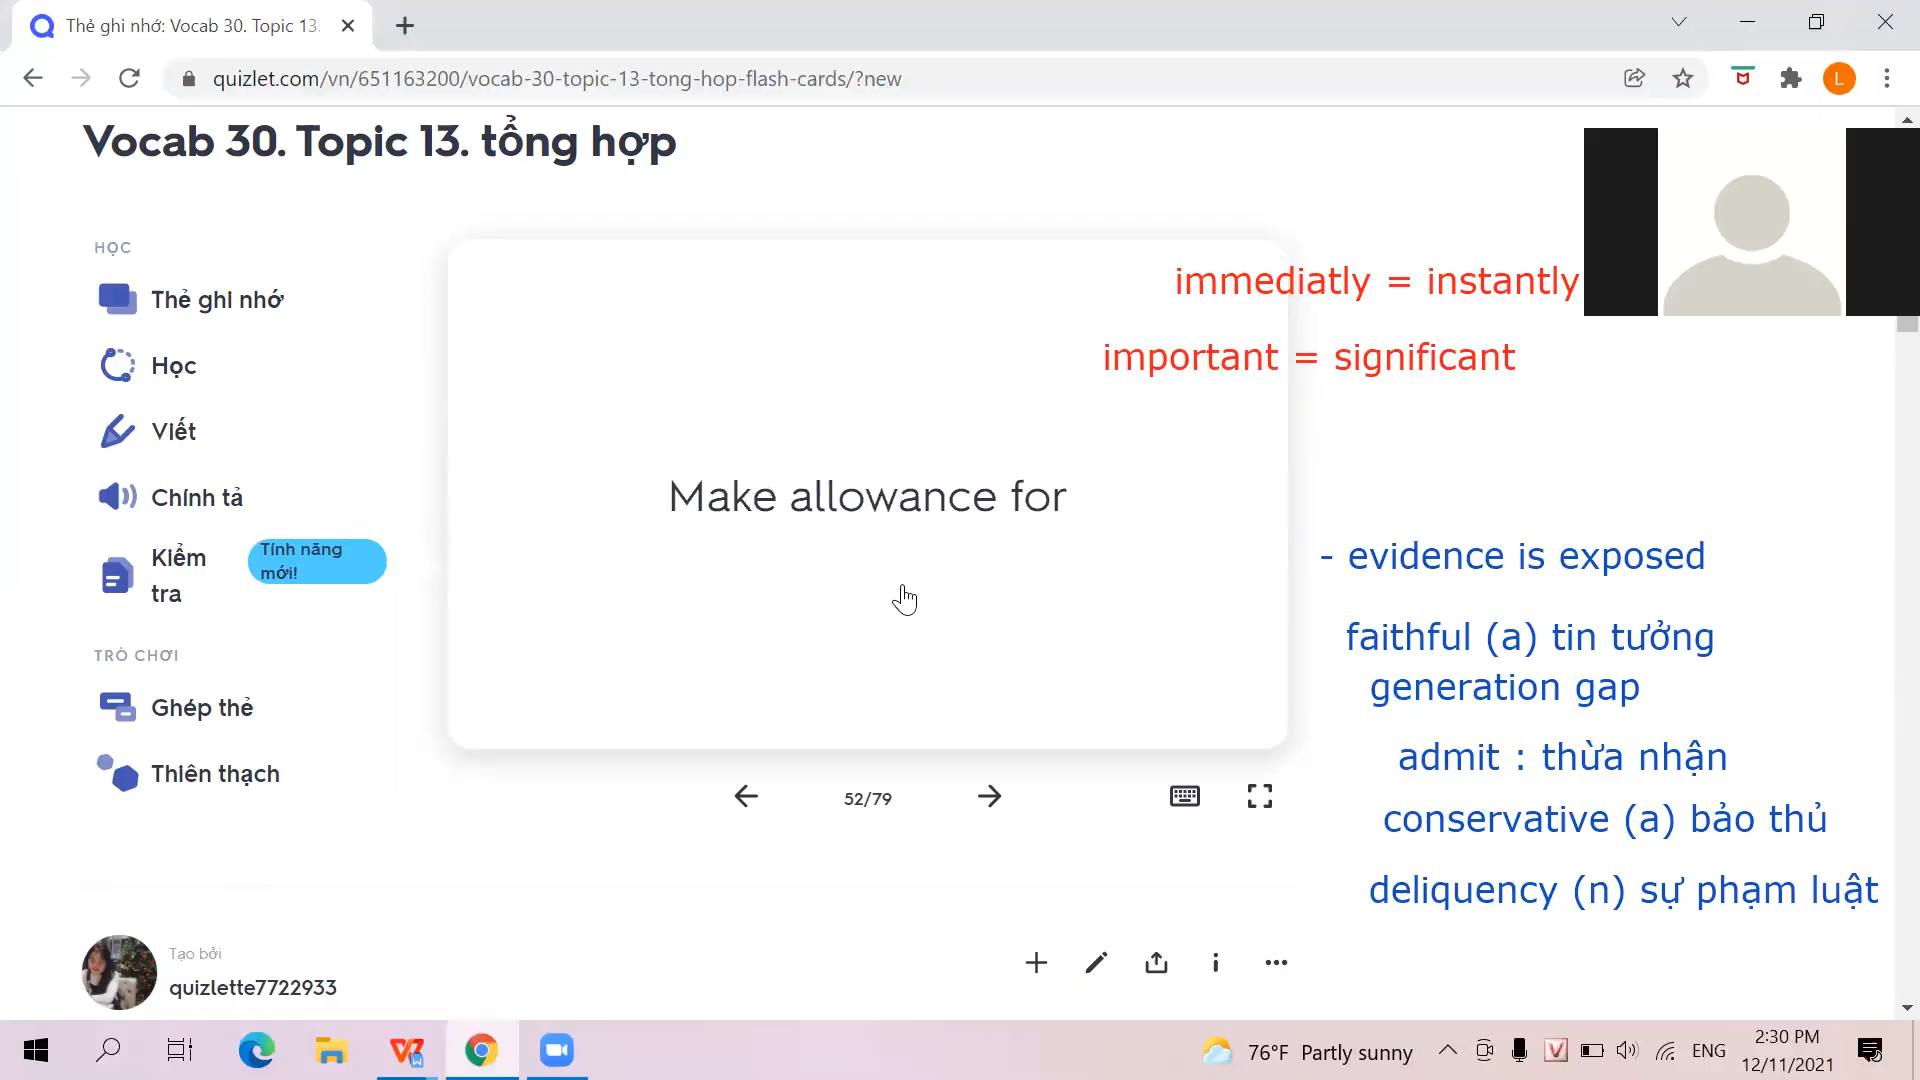 Thẻ ghi nhớ: Vocab 30. Topic 13.
quizlet.com/vn/651163200/vocab-30-topic-13-tong-hop-flash-cards/?new
L
Vocab 30. Topic 13. tổng hợp
HỌC
Thẻ ghi nhớ
Học
Viết
Chính tả
Kiểm tra
Tính năng mới!
TRÒ CHƠI
Ghép thẻ
Thiên thạch
immediatly = instantly
important = significant
Make allowance for
- evidence is exposed
faithful (a) tin tưởng
generation gap
admit : thừa nhận
conservative (a) bảo thủ
deliquency (n) sự phạm luật
52/79
Tạo bởi
quizlette7722933
76°F Partly sunny
ENG
2:30 PM
12/11/2021